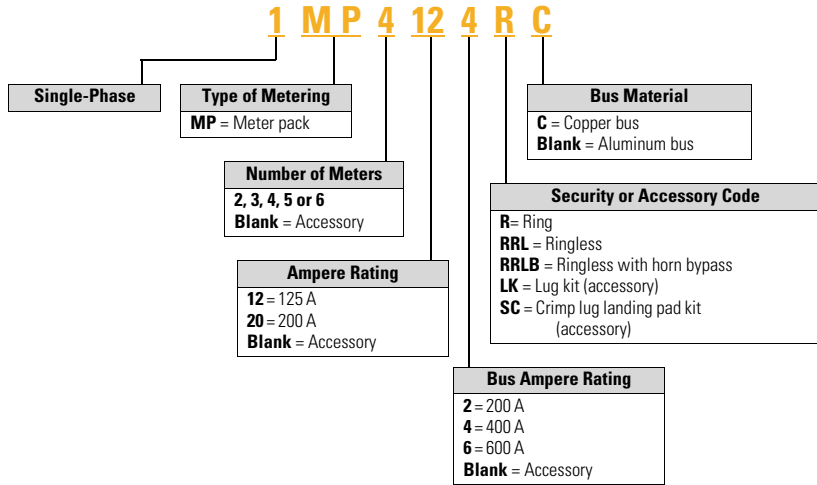 1 MP 4 12 4 R C
Single-Phase
Type of Metering
MP = Meter pack
Number of Meters
2, 3, 4, 5 or 6
Blank = Accessory
Ampere Rating
12 = 125 A
20 = 200 A
Blank = Accessory
Bus Ampere Rating
2 = 200 A
4 = 400 A
6 = 600 A
Blank = Accessory
Security or Accessory Code
R= Ring
RRL = Ringless
RRLB = Ringless with horn bypass
LK = Lug kit (accessory)
SC = Crimp lug landing pad kit
(accessory)
Bus Material
C = Copper bus
Blank = Aluminum bus